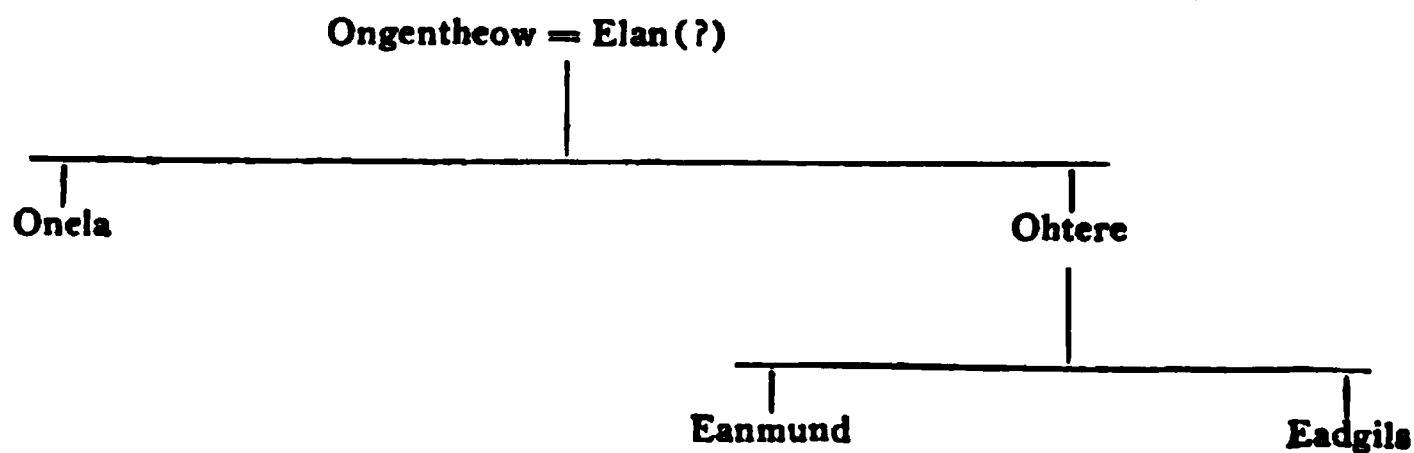 Ongentheow = Elan (?)
Onela Ohtere
Eanmund Eadgils